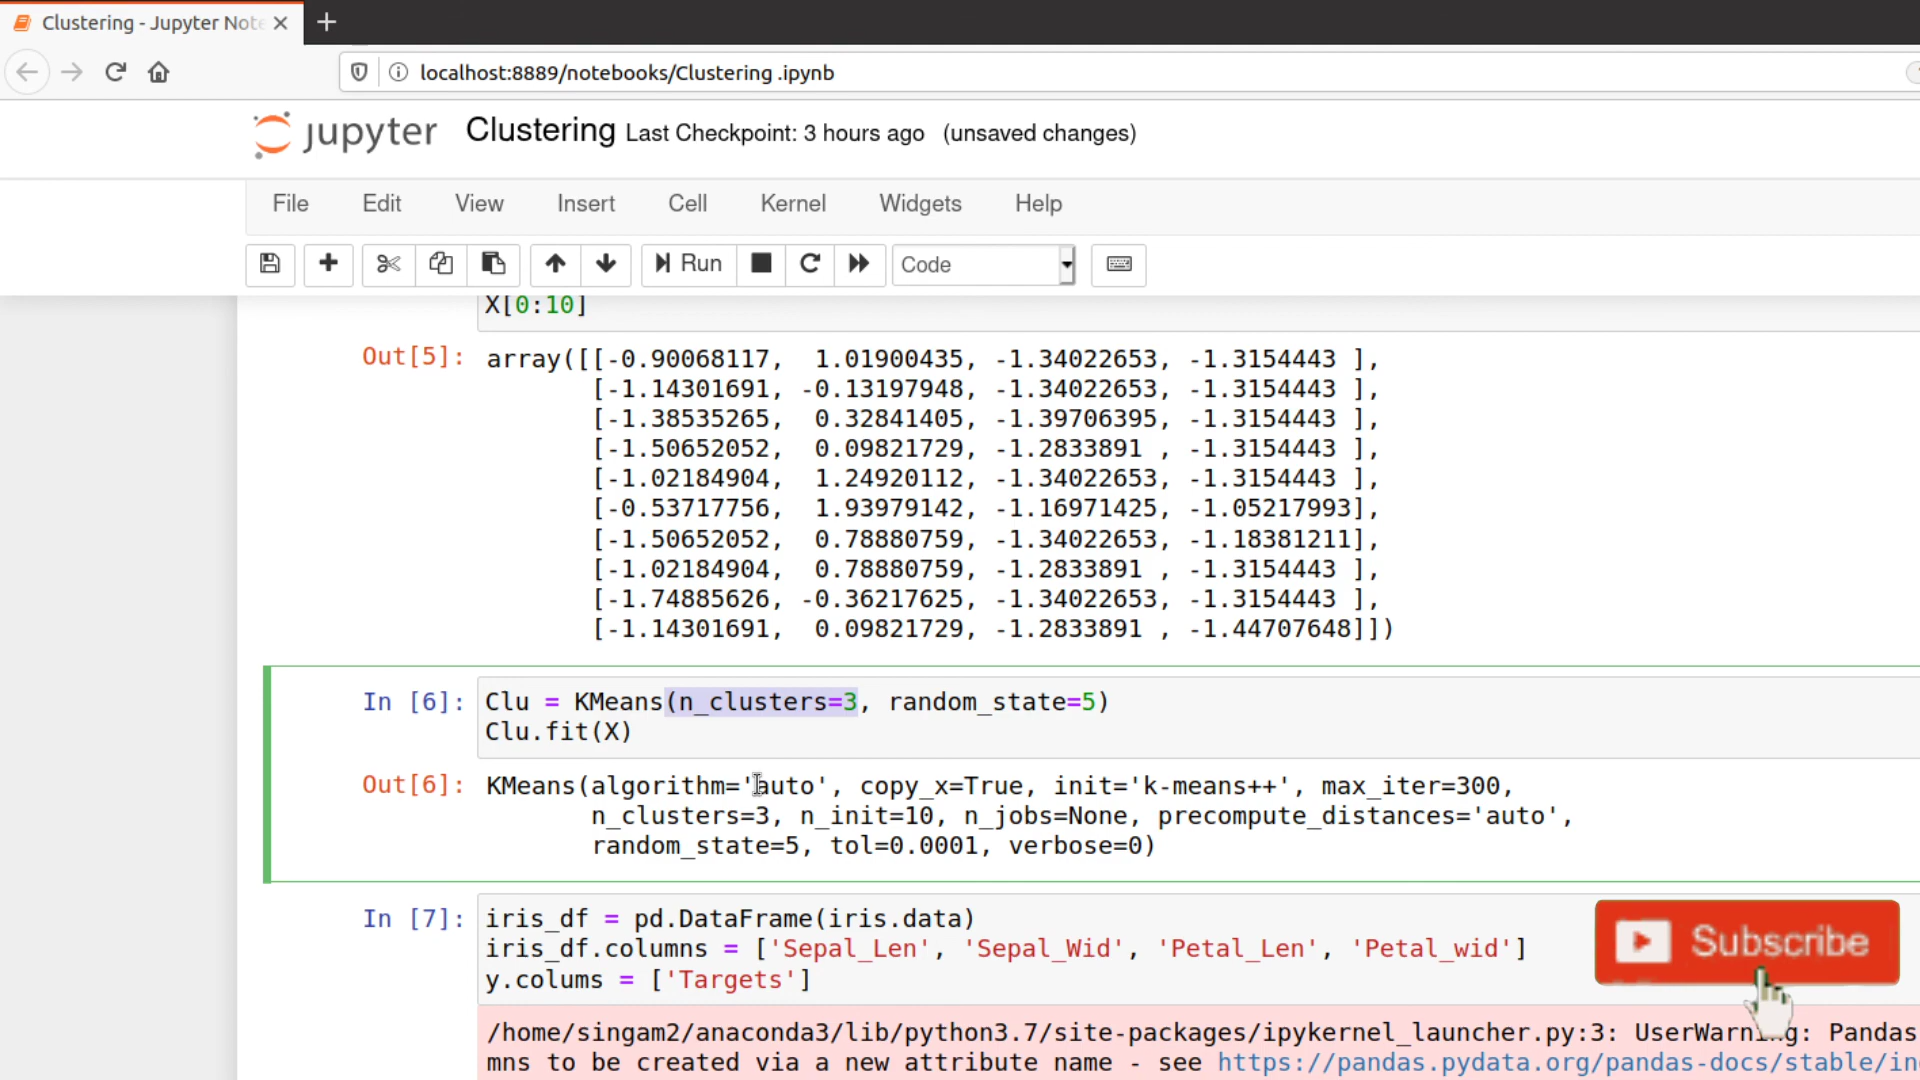 Clustering - Jupyter Note
localhost:8889/notebooks/Clustering .ipynb
jupyter Clustering Last Checkpoint: 3 hours ago (unsaved changes)
File Edit View Insert Cell Kernel Widgets Help
Run Code
X[0:10]
Out[5]: array([[-0.90068117,  1.01900435, -1.34022653, -1.3154443 ],
[-1.14301691, -0.13197948, -1.34022653, -1.3154443 ],
[-1.38535265,  0.32841405, -1.39706395, -1.3154443 ],
[-1.50652052,  0.09821729, -1.2833891 , -1.3154443 ],
[-1.02184904,  1.24920112, -1.34022653, -1.3154443 ],
[-0.53717756,  1.93979142, -1.16971425, -1.05217993],
[-1.50652052,  0.78880759, -1.34022653, -1.18381211],
[-1.02184904,  0.78880759, -1.2833891 , -1.3154443 ],
[-1.74885626, -0.36217625, -1.34022653, -1.3154443 ],
[-1.14301691,  0.09821729, -1.2833891 , -1.44707648]])
In [6]: Clu = KMeans(n_clusters=3, random_state=5)
Clu.fit(X)
Out[6]: KMeans(algorithm='auto', copy_x=True, init='k-means++', max_iter=300,
n_clusters=3, n_init=10, n_jobs=None, precompute_distances='auto',
random_state=5, tol=0.0001, verbose=0)
In [7]: iris_df = pd.DataFrame(iris.data)
iris_df.columns = ['Sepal_Len', 'Sepal_Wid', 'Petal_Len', 'Petal_wid']
y.colums = ['Targets']
Subscribe
/home/singam2/anaconda3/lib/python3.7/site-packages/ipykernel_launcher.py:3: UserWarning: Pandas
mns to be created via a new attribute name - see https://pandas.pydata.org/pandas-docs/stable/in